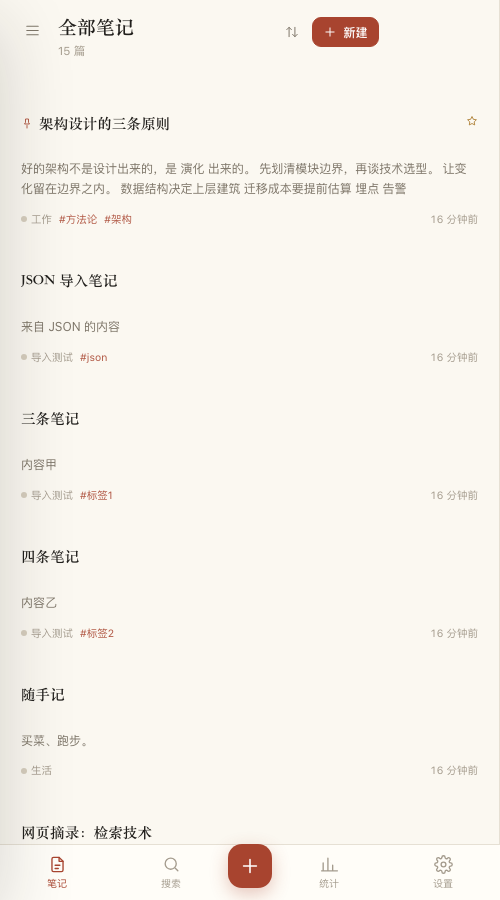 全部笔记
15 篇
新建
架构设计的三条原则
好的架构不是设计出来的，是 演化 出来的。 先划清模块边界，再谈技术选型。 让变
化留在边界之内。 数据结构决定上层建筑 迁移成本要提前估算 埋点 告警
工作 #方法论 #架构 16 分钟前
JSON 导入笔记
来自 JSON 的内容
导入测试 #json 16 分钟前
三条笔记
内容甲
导入测试 #标签1 16 分钟前
四条笔记
内容乙
导入测试 #标签2 16 分钟前
随手记
买菜、跑步。
生活 16 分钟前
网页摘录：检索技术
笔记 搜索 统计 设置